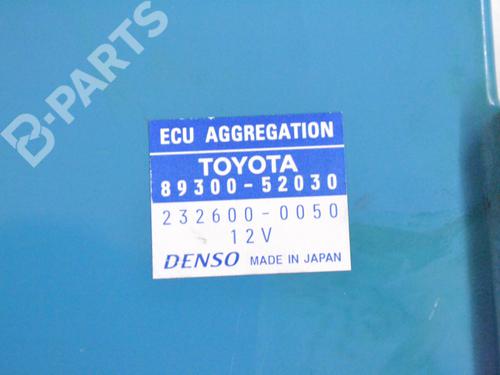 B-PARTS
ECU AGGREGATION
TOYOTA
89300-52030
232600-0050
12V
DENSO MADE IN JAPAN